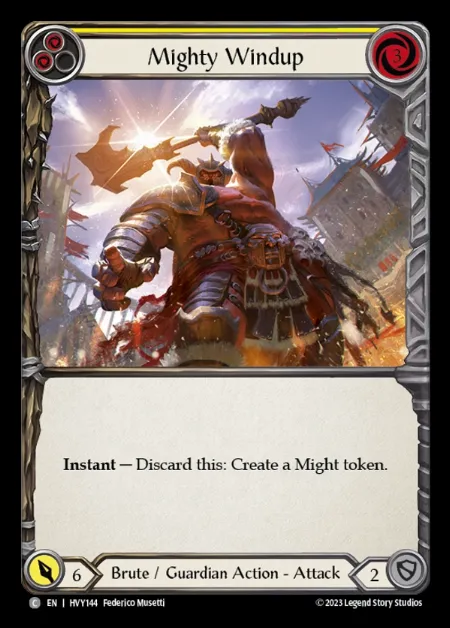 Mighty Windup
3
Instant — Discard this: Create a Might token.
6
Brute / Guardian Action - Attack
2
C EN | HVY144 Federico Musetti
© 2023 Legend Story Studios